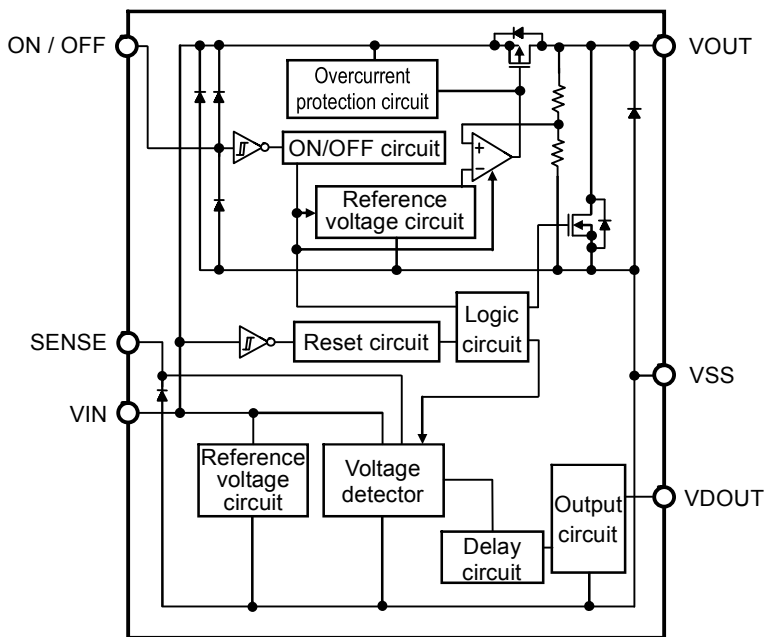 ON / OFF
VOUT
Overcurrent
protection circuit
ON/OFF circuit
+
−
Reference
voltage circuit
SENSE
Reset circuit
Logic
circuit
VSS
VIN
Reference
voltage
circuit
Voltage
detector
Delay
circuit
Output
circuit
VDOUT